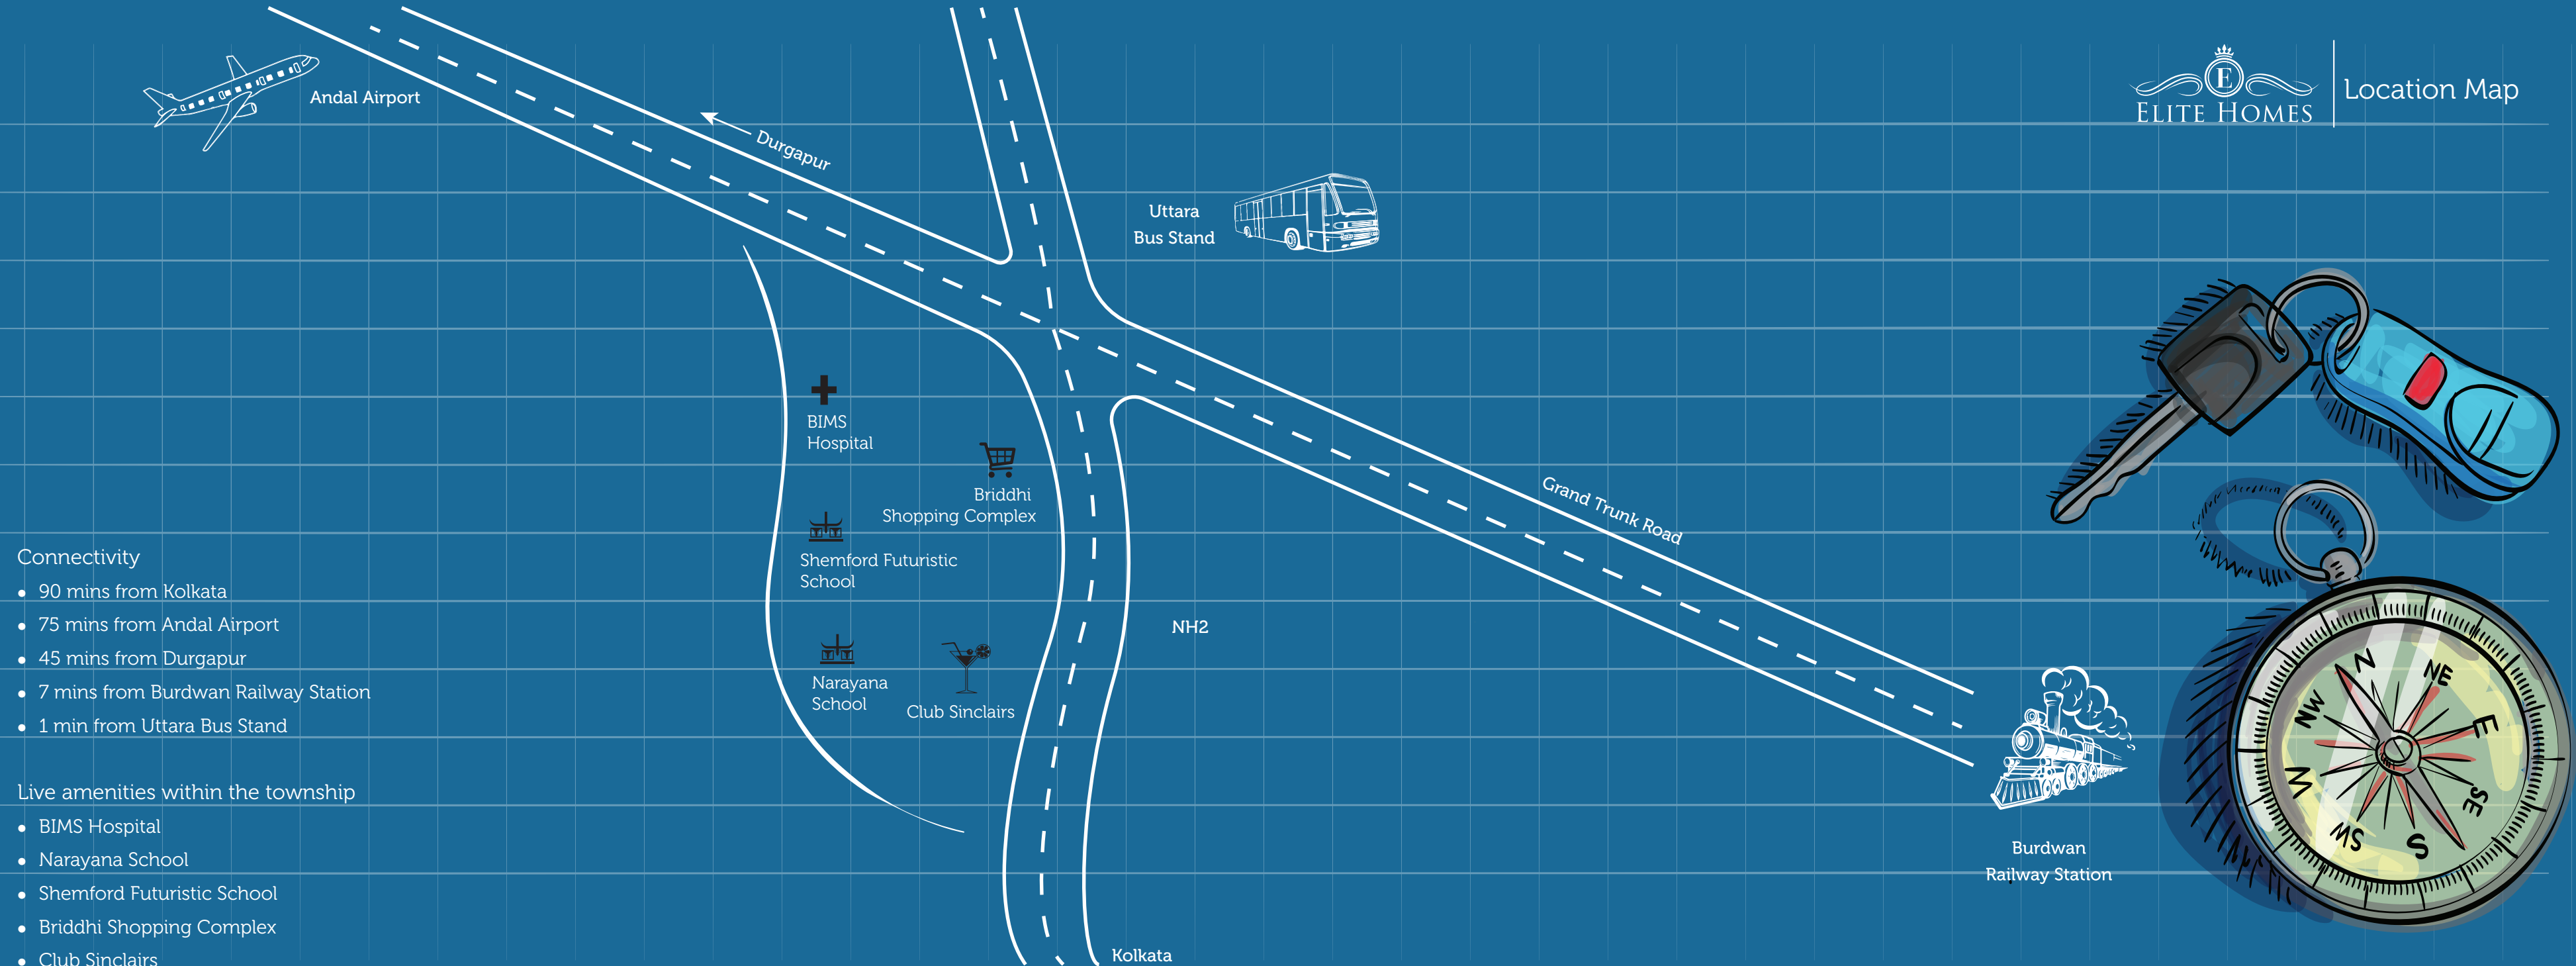 Andal Airport
Durgapur
E
ELITE HOMES
Location Map
Uttara
Bus Stand
BIMS
Hospital
Briddhi
Shopping Complex
Shemford Futuristic
School
Narayana
School
Club Sinclairs
Grand Trunk Road
NH2
Kolkata
Burdwan
Railway Station
Connectivity
• 90 mins from Kolkata
• 75 mins from Andal Airport
• 45 mins from Durgapur
• 7 mins from Burdwan Railway Station
• 1 min from Uttara Bus Stand
Live amenities within the township
• BIMS Hospital
• Narayana School
• Shemford Futuristic School
• Briddhi Shopping Complex
• Club Sinclairs
N
NE
E
SE
S
SW
W
NW